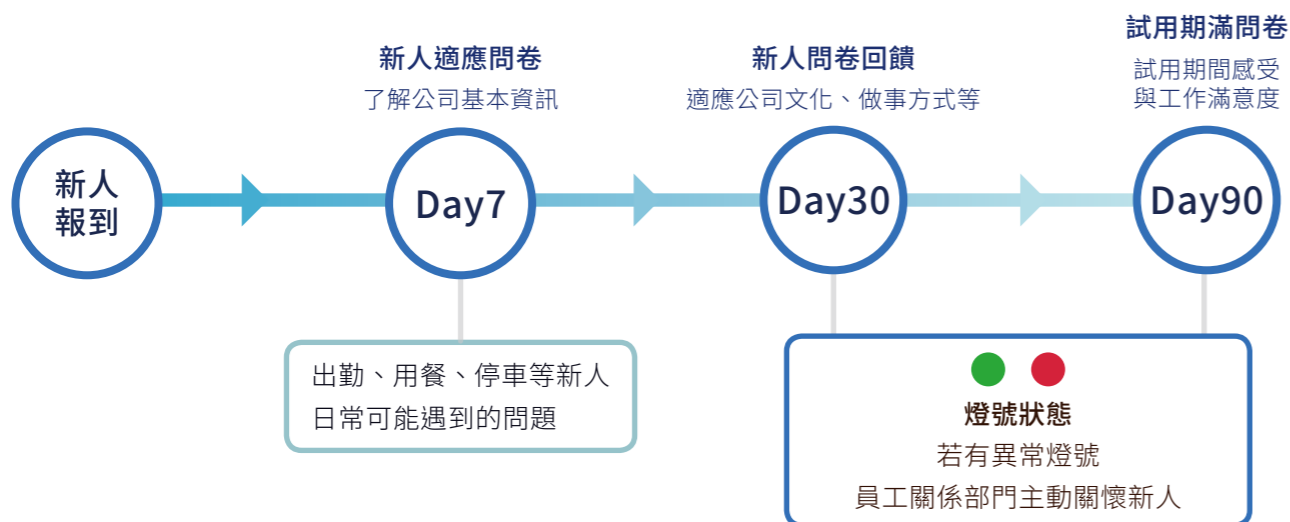 新人
報到
新人適應問卷
了解公司基本資訊
Day7
出勤、用餐、停車等新人
日常可能遇到的問題
新人問卷回饋
適應公司文化、做事方式等
Day30
試用期滿問卷
試用期間感受
與工作滿意度
Day90
燈號狀態
若有異常燈號
員工關係部門主動關懷新人